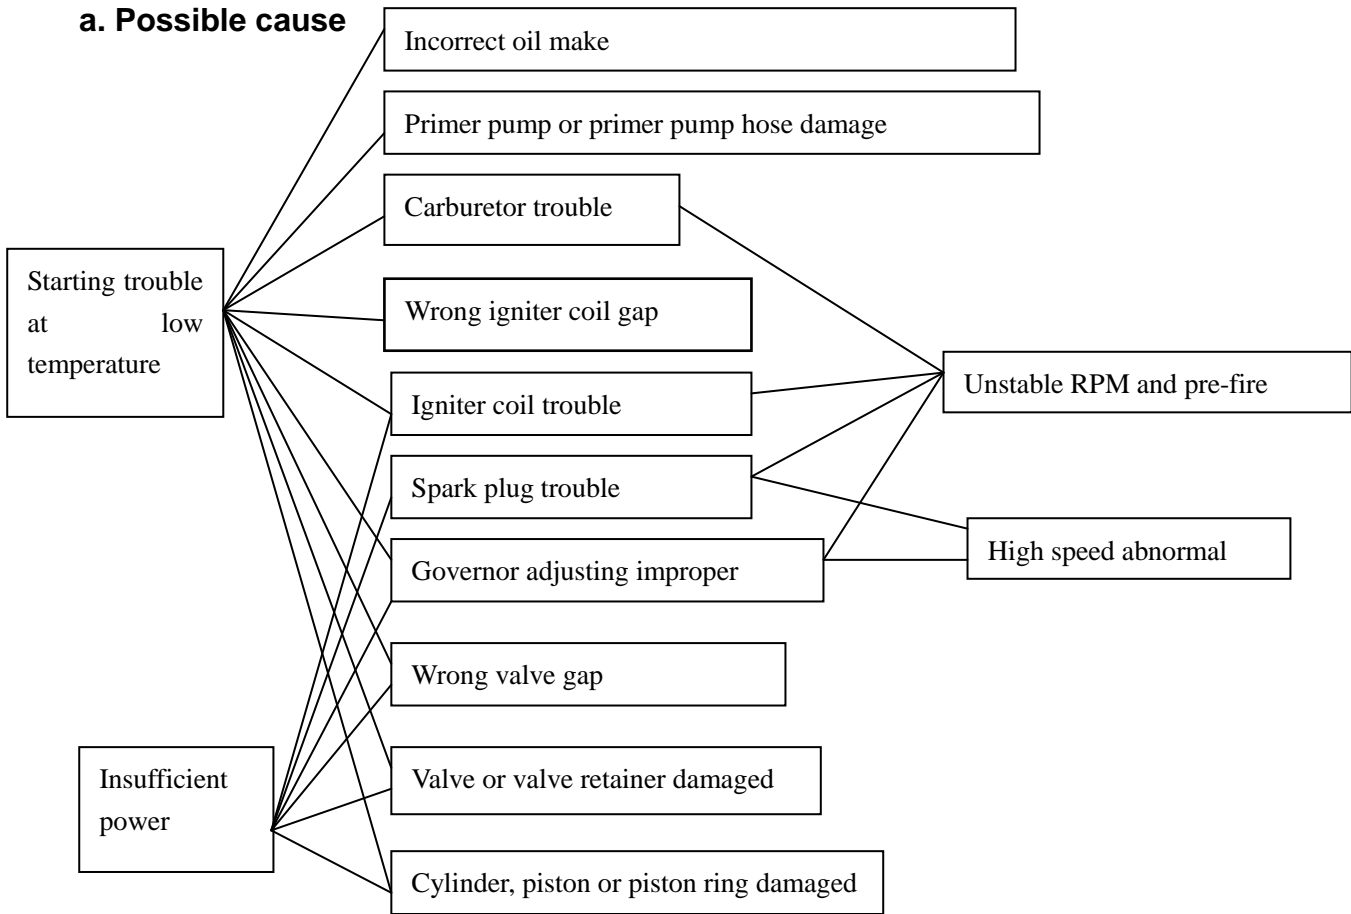 a. Possible cause
Incorrect oil make
Primer pump or primer pump hose damage
Carburetor trouble
Starting trouble
at low
temperature
Wrong igniter coil gap
Unstable RPM and pre-fire
Igniter coil trouble
Spark plug trouble
High speed abnormal
Governor adjusting improper
Wrong valve gap
Insufficient
power
Valve or valve retainer damaged
Cylinder, piston or piston ring damaged